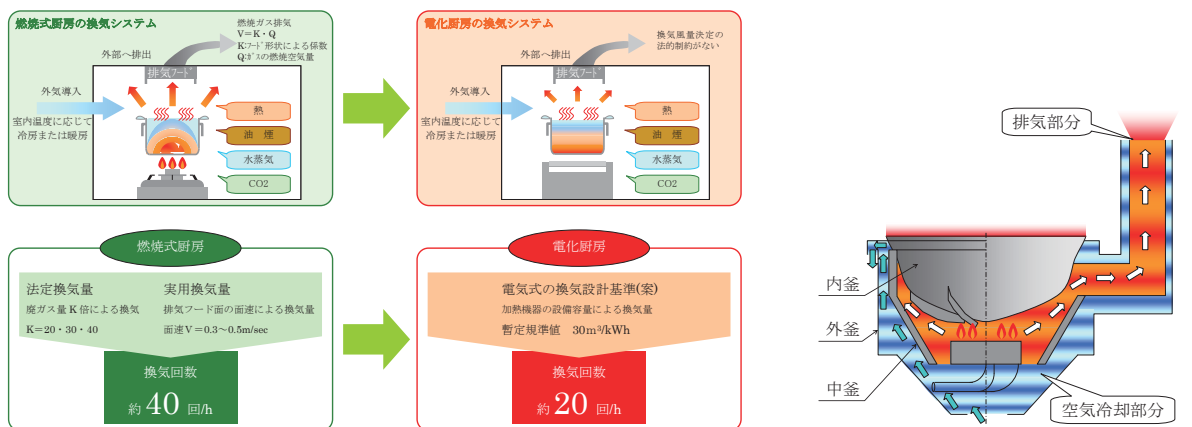 燃焼式厨房の換気システム
燃焼ガス排気
V＝K・Q
K:フード形状による係数
Q:ガスの燃焼空気量
外部へ排出
排気フード
外気導入
室内温度に応じて
冷房または暖房
熱
油　煙
水蒸気
CO2
電化厨房の換気システム
換気風量決定の
法的制約がない
外部へ排出
排気フード
外気導入
室内温度に応じて
冷房または暖房
熱
油　煙
水蒸気
CO2
燃焼式厨房
法定換気量
廃ガス量 K 倍による換気
K＝20・30・40
実用換気量
排気フード面の面速による換気量
面速V＝0.3～0.5m/sec
換気回数
約 40 回/h
電化厨房
電気式の換気設計基準(案)
加熱機器の設備容量による換気量
暫定規準値　30m³/kWh
換気回数
約 20 回/h
排気部分
内釜
外釜
中釜
空気冷却部分